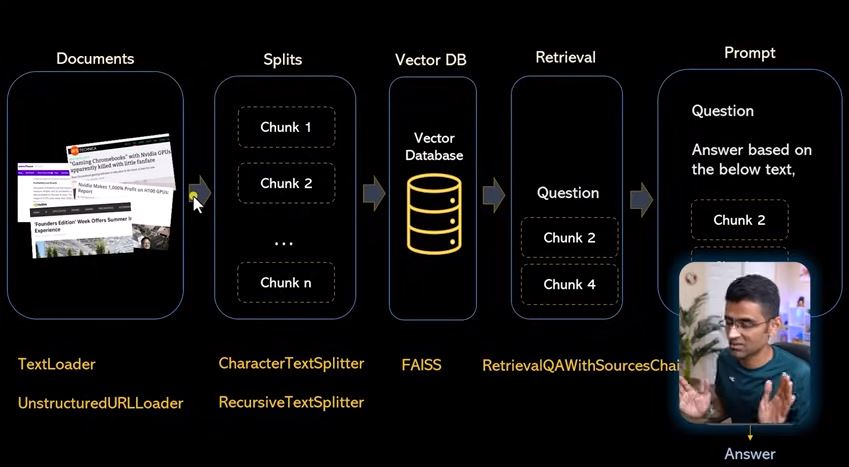 Documents
Splits
Vector DB
Retrieval
Prompt
"Gaming Chromebooks" with Nvidia GPUs
apparently killed with little fanfare
Nvidia Makes 1,000% Profit on H100 GPUs:
Report
'Founders Edition' Week Offers Summer
Experience
Chunk 1
Chunk 2
...
Chunk n
Vector
Database
Question
Chunk 2
Chunk 4
Question
Answer based on
the below text,
Chunk 2
TextLoader
UnstructuredURLLoader
CharacterTextSplitter
RecursiveTextSplitter
FAISS
RetrievalQAWithSourcesChai
Answer